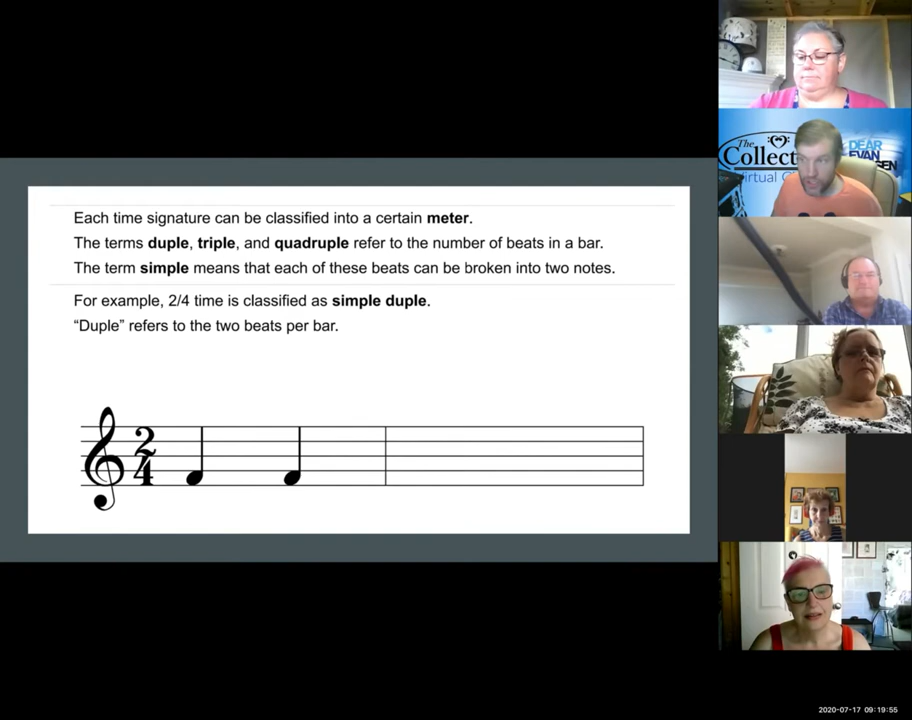 Each time signature can be classified into a certain meter.
The terms duple, triple, and quadruple refer to the number of beats in a bar.
The term simple means that each of these beats can be broken into two notes.
For example, 2/4 time is classified as simple duple.
“Duple” refers to the two beats per bar.
2
4
The
Collect
DEAR
EVAN
SEN
2020-07-17 09:19:55